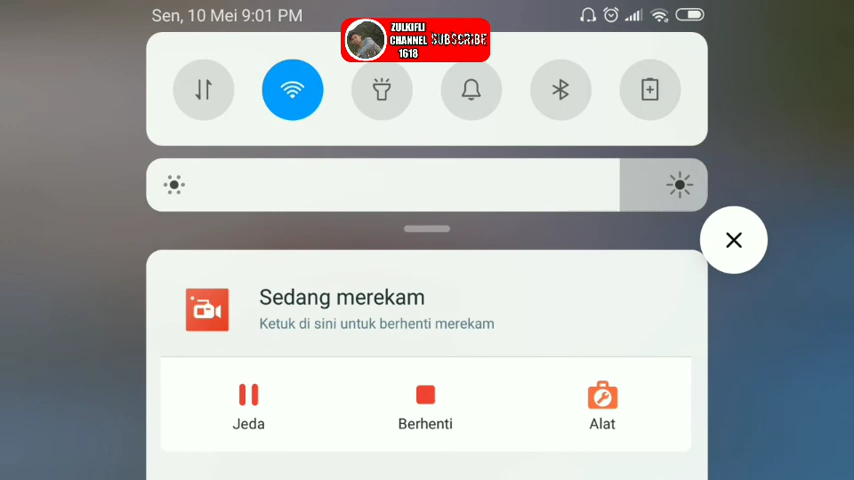 Sen, 10 Mei 9:01 PM
ZULKIFLI
CHANNEL
1618
SUBSCRIBE
Sedang merekam
Ketuk di sini untuk berhenti merekam
Jeda
Berhenti
Alat